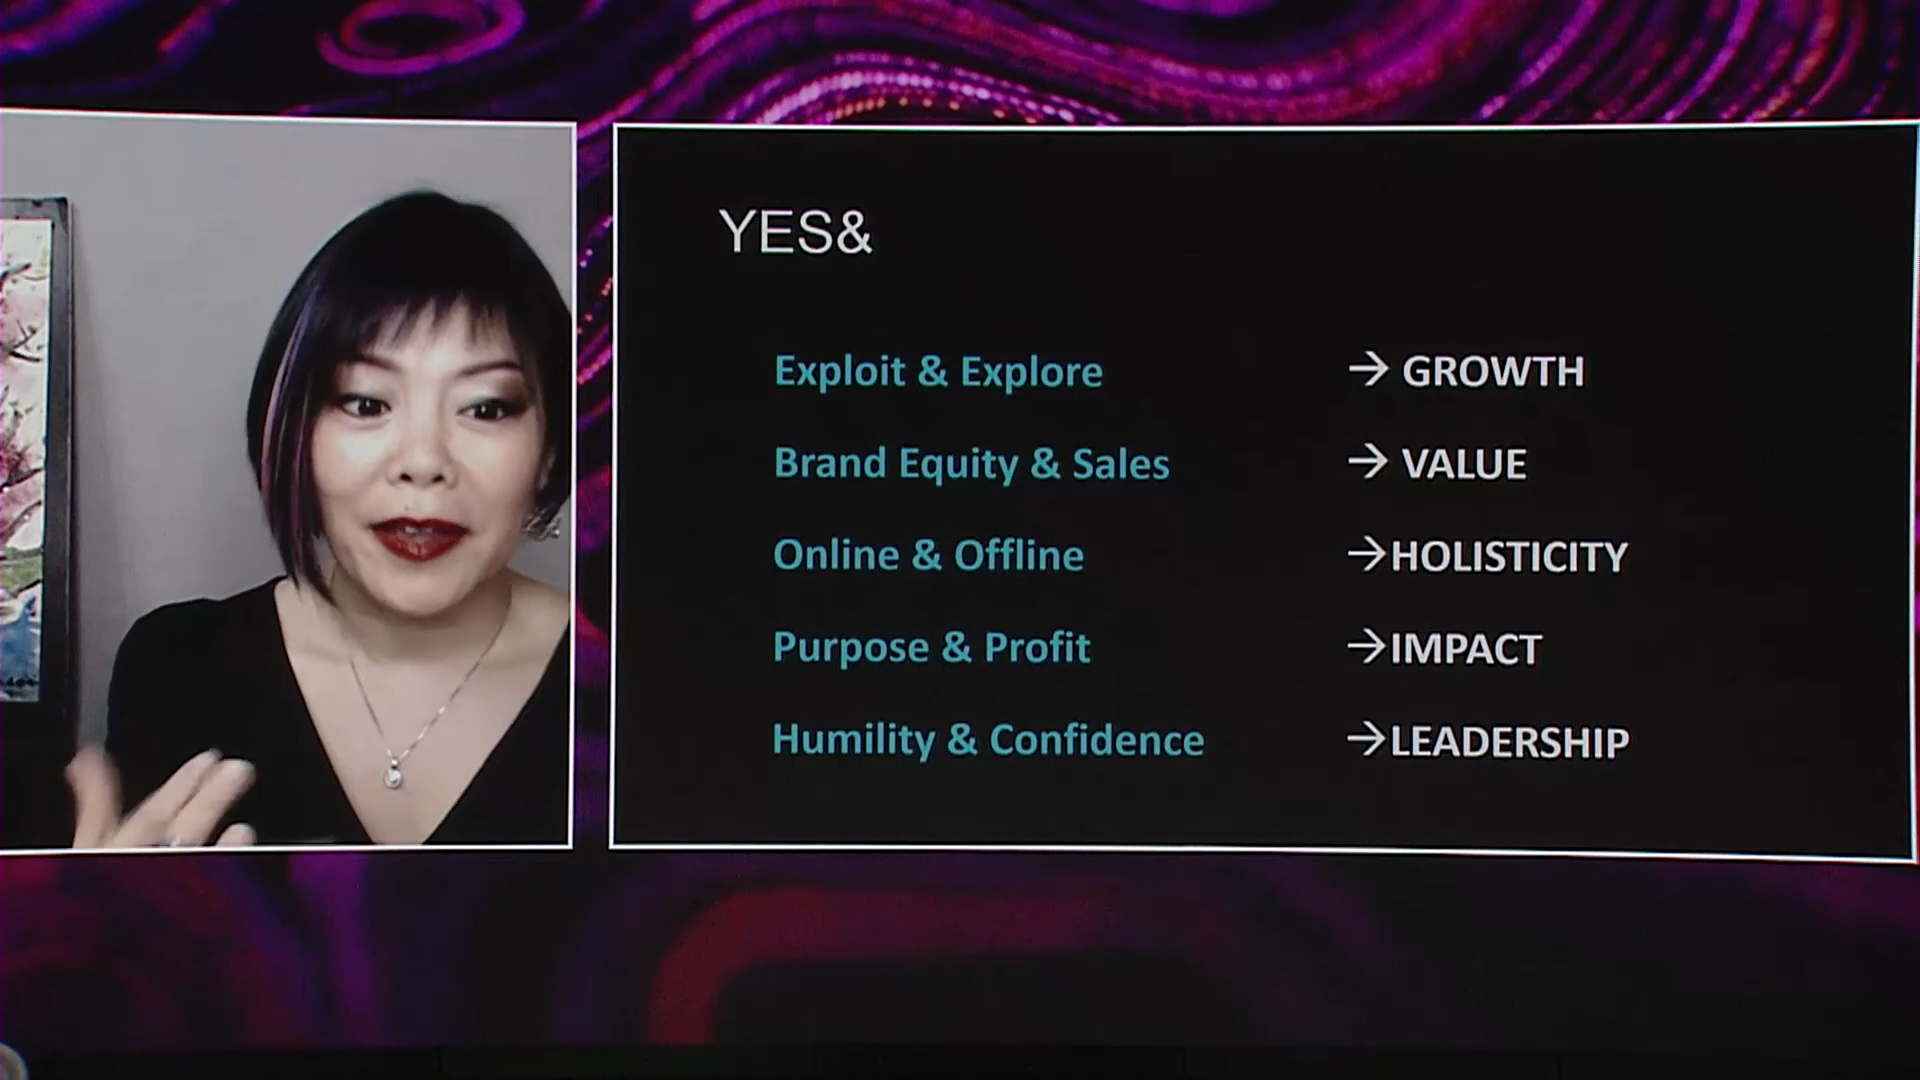 YES&
Exploit & Explore → GROWTH
Brand Equity & Sales → VALUE
Online & Offline →HOLISTICITY
Purpose & Profit →IMPACT
Humility & Confidence →LEADERSHIP